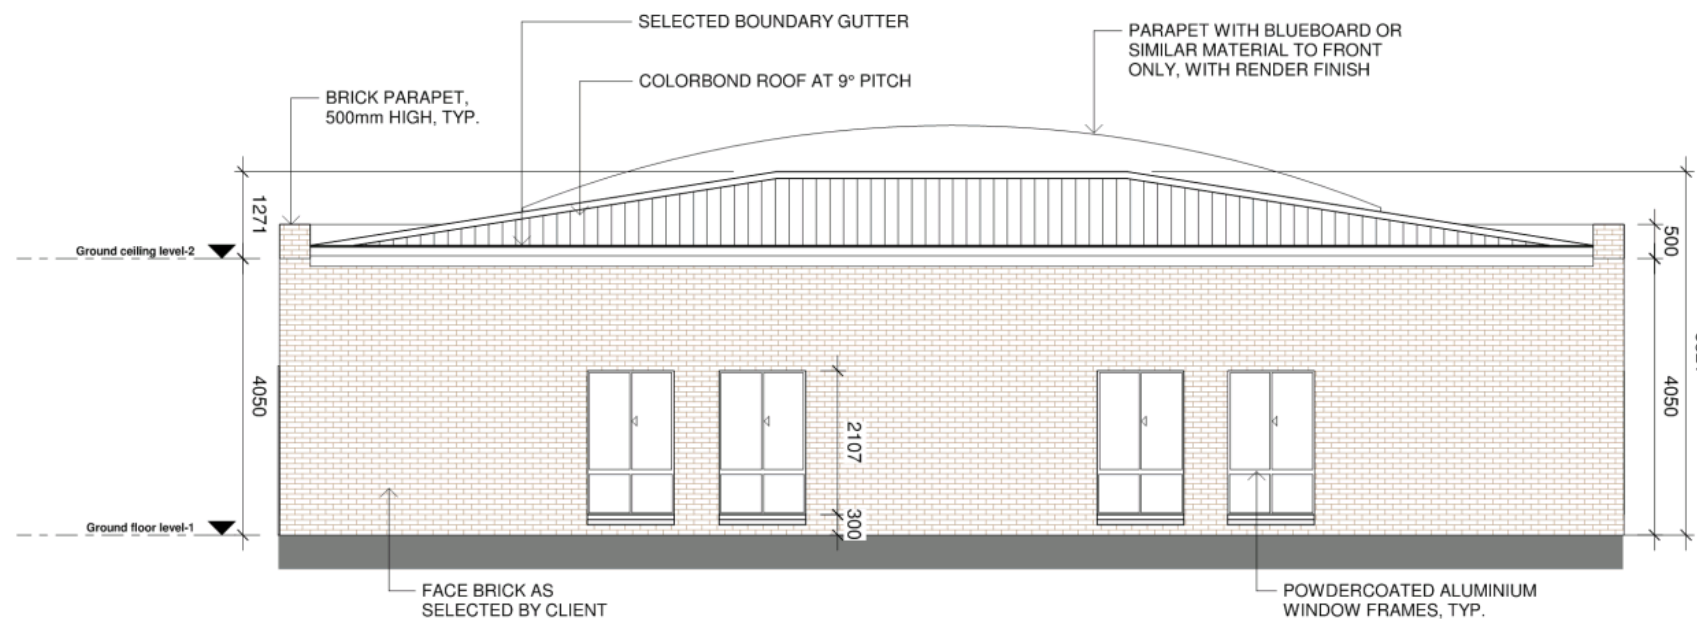 SELECTED BOUNDARY GUTTER
PARAPET WITH BLUEBOARD OR
SIMILAR MATERIAL TO FRONT
ONLY, WITH RENDER FINISH
COLORBOND ROOF AT 9° PITCH
BRICK PARAPET,
500mm HIGH, TYP.
1271
500
Ground ceiling level-2
4050
4050
2107
300
Ground floor level-1
FACE BRICK AS
SELECTED BY CLIENT
POWDERCOATED ALUMINIUM
WINDOW FRAMES, TYP.